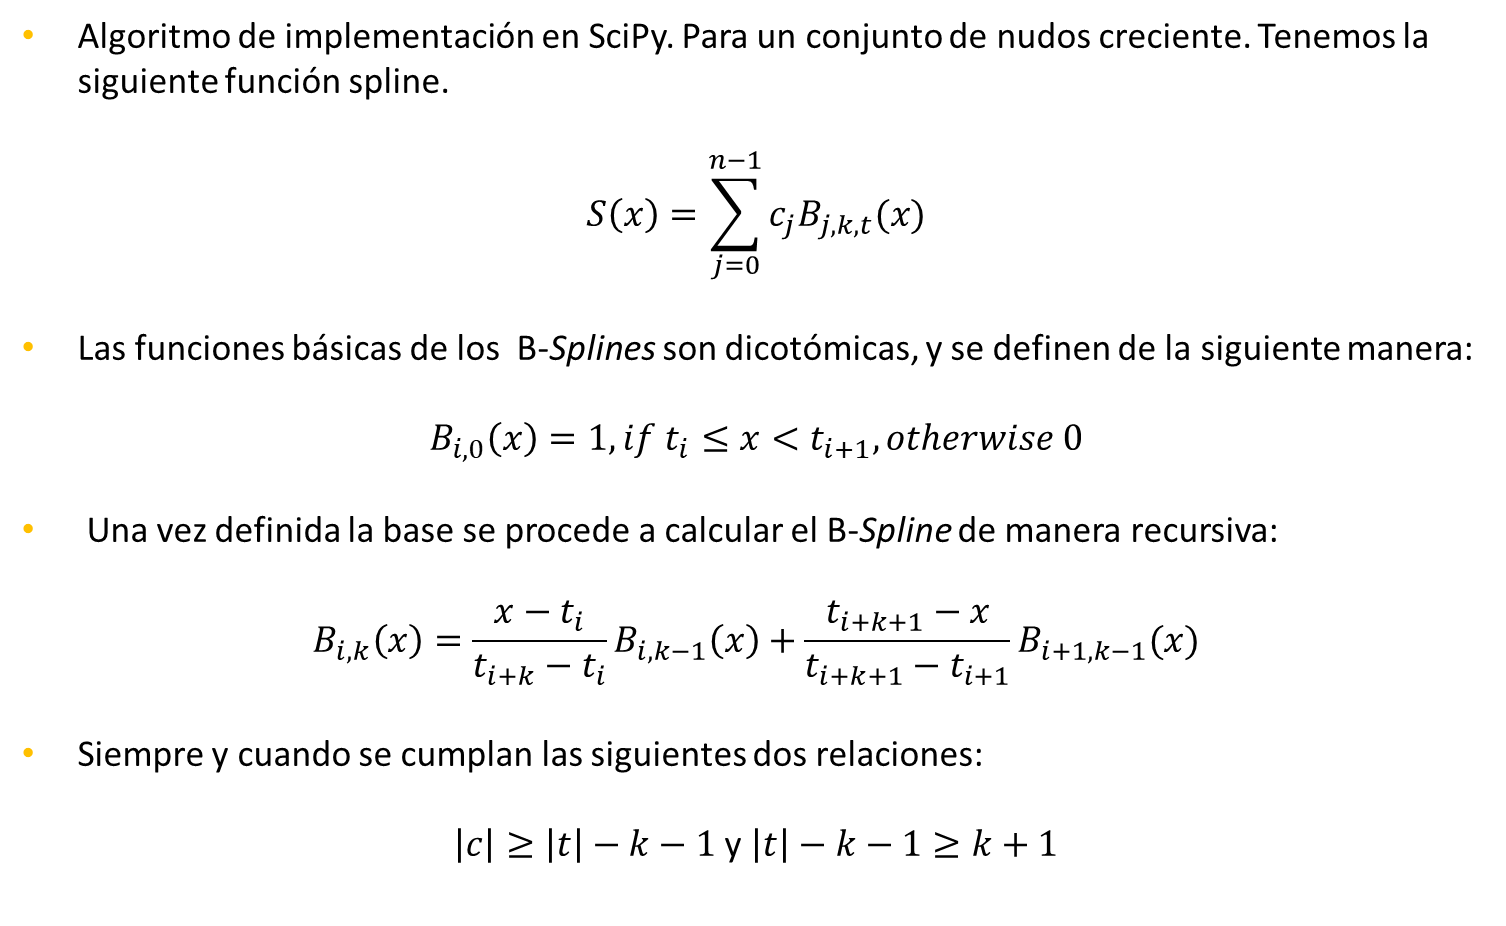 • Algoritmo de implementación en SciPy. Para un conjunto de nudos creciente. Tenemos la
siguiente función spline.
S(x) = \sum_{j=0}^{n-1} c_j B_{j,k,t}(x)
• Las funciones básicas de los B-Splines son dicotómicas, y se definen de la siguiente manera:
B_{i,0}(x) = 1, if t_i ≤ x < t_{i+1}, otherwise 0
• Una vez definida la base se procede a calcular el B-Spline de manera recursiva:
B_{i,k}(x) = \frac{x - t_i}{t_{i+k} - t_i} B_{i,k-1}(x) + \frac{t_{i+k+1} - x}{t_{i+k+1} - t_{i+1}} B_{i+1,k-1}(x)
• Siempre y cuando se cumplan las siguientes dos relaciones:
|c| ≥ |t| − k − 1 y |t| − k − 1 ≥ k + 1